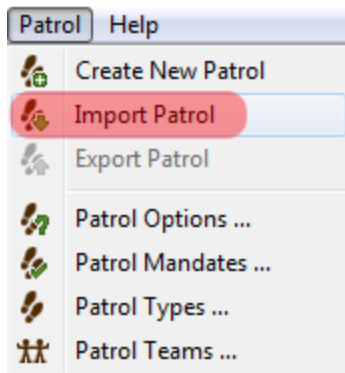 Patrol Help
Create New Patrol
Import Patrol
Export Patrol
Patrol Options ...
Patrol Mandates ...
Patrol Types ...
Patrol Teams ...